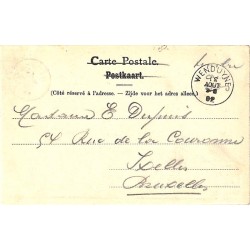 Carte Postale.
Postkaart.
(Côté réservé à l'adresse. — Zijde voor het adres alleen.)
WENDUYNE
AOUT
Madame E Dupuis
54 Rue de la Couronne
Ixelles
Bruxelles